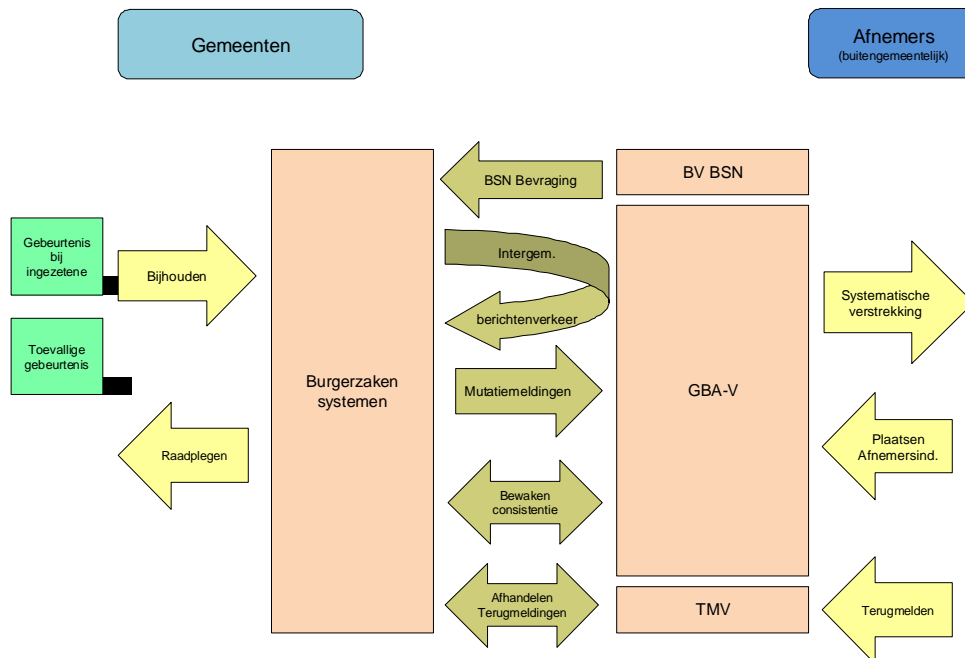 Gemeenten
Afnemers
(buitengemeentelijk)
BSN Bevraging
BV BSN
Gebeurtenis
bij
ingezetene
Bijhouden
Intergem.
berichtenverkeer
Systematische
verstrekking
Toevallige
gebeurtenis
Burgerzaken
systemen
Mutatiemeldingen
GBA-V
Raadplegen
Plaatsen
Afnemersind.
Bewaken
consistentie
Afhandelen
Terugmeldingen
TMV
Terugmelden